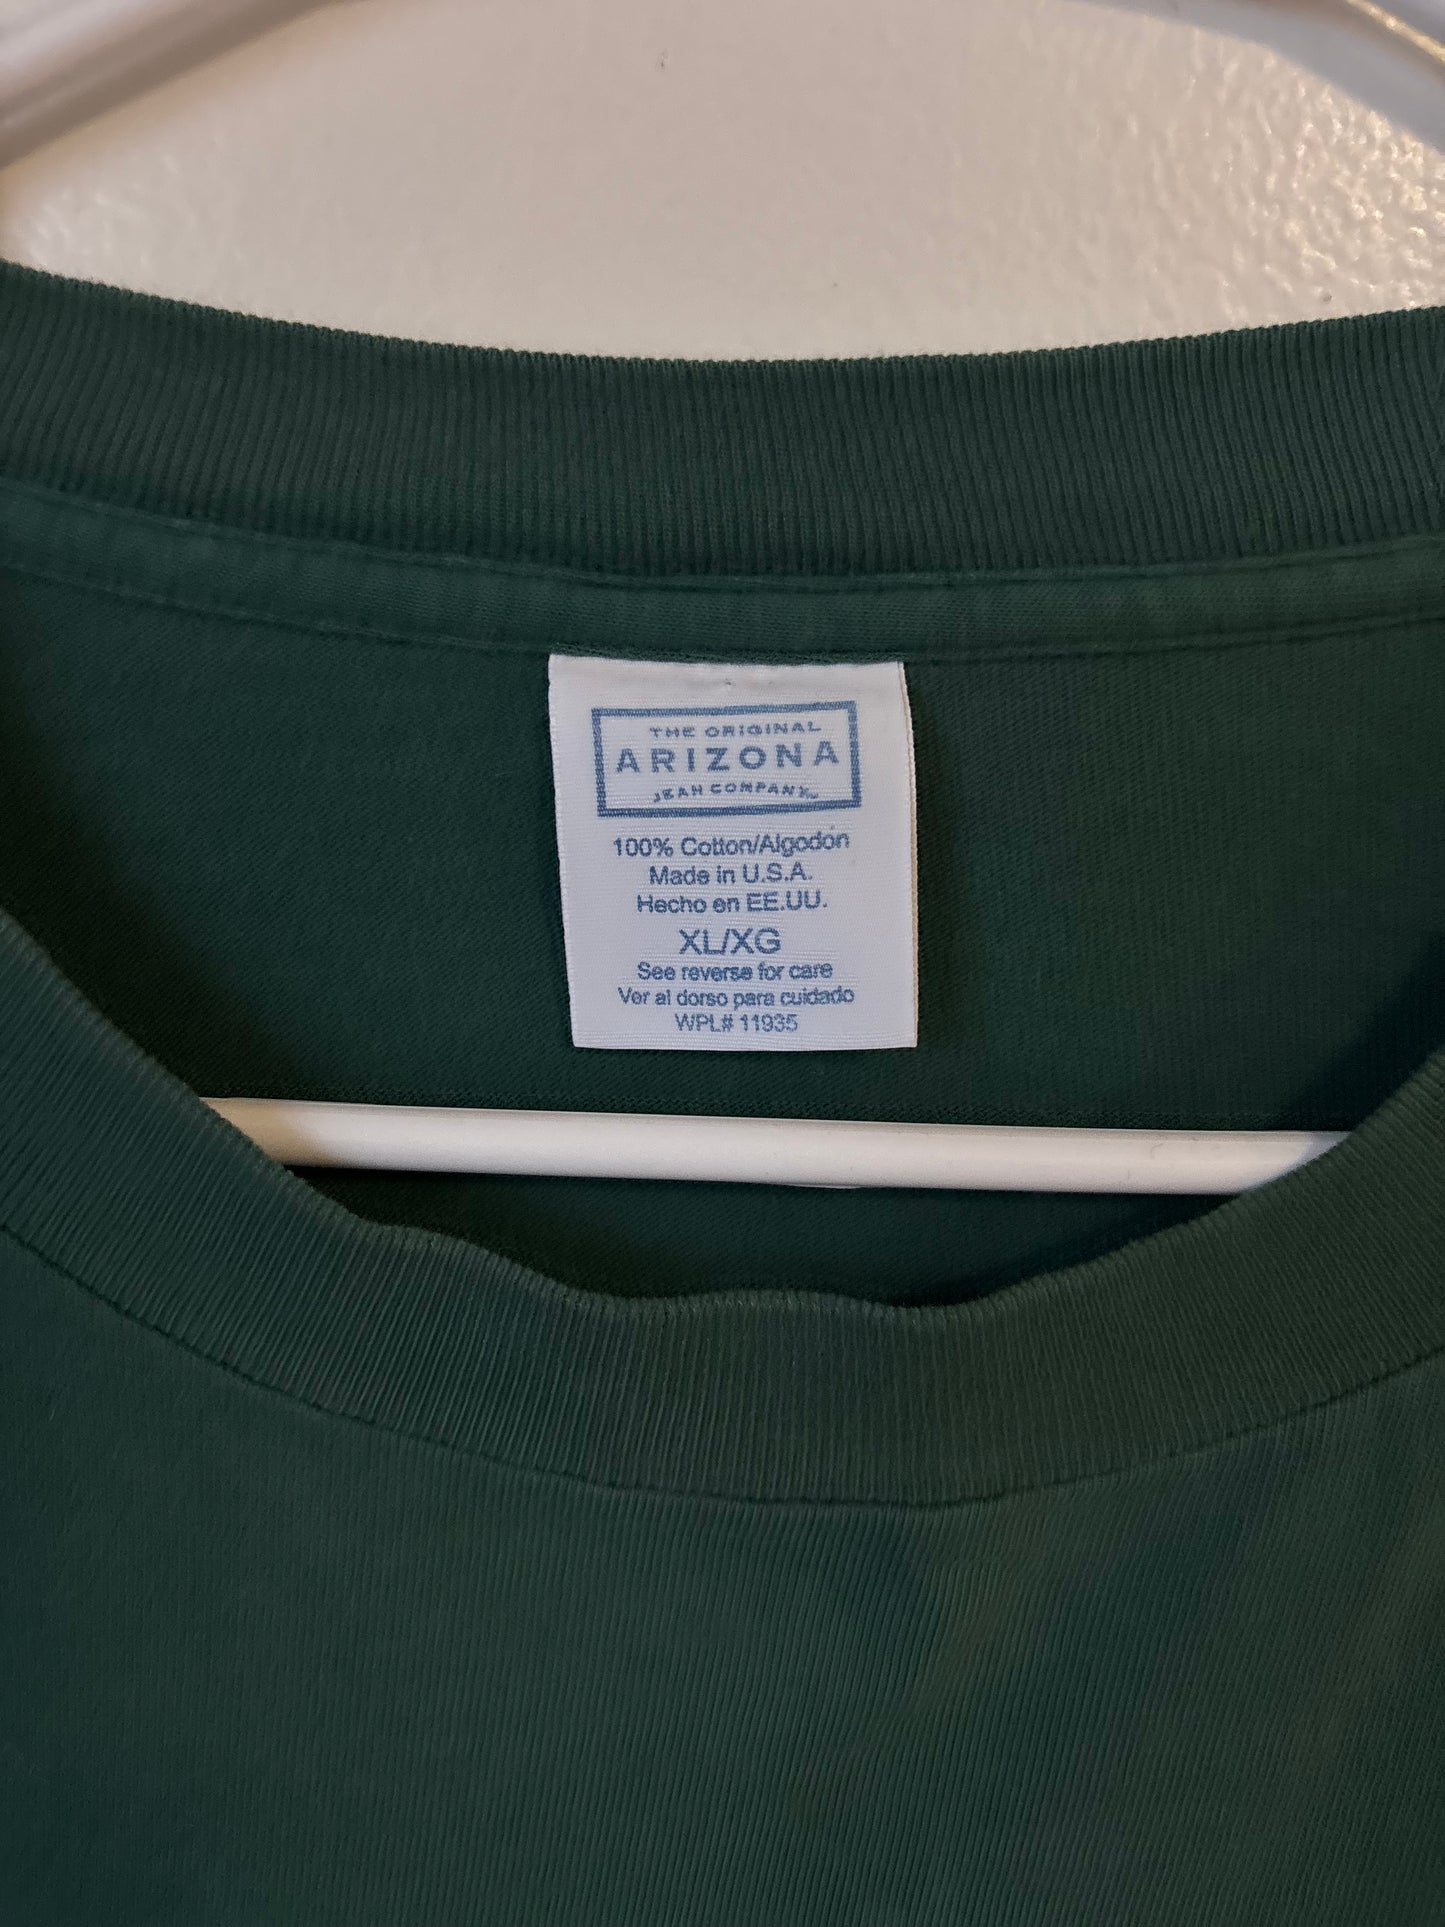 THE ORIGINAL
ARIZONA
JEAN COMPANY
100% Cotton/Algodón
Made in U.S.A.
Hecho en EE.UU.
XL/XG
See reverse for care
Ver al dorso para cuidado
WPL# 11935